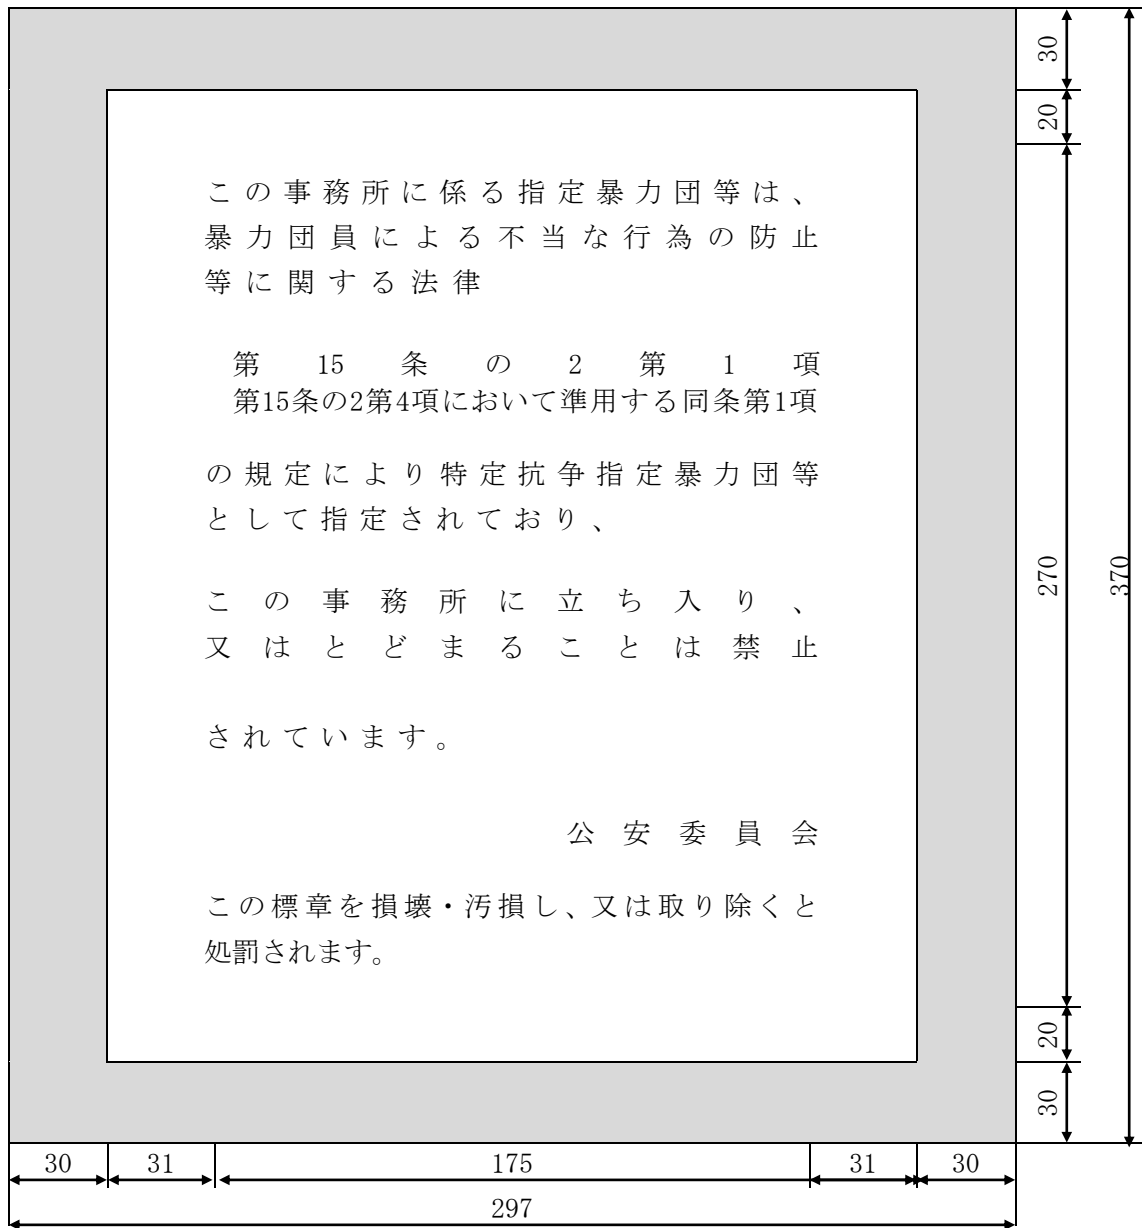 この事務所に係る指定暴力団等は、
暴力団員による不当な行為の防止
等に関する法律
第15条の2第1項
第15条の2第4項において準用する同条第1項
の規定により特定抗争指定暴力団等
として指定されており、
この事務所に立ち入り、
又はとどまることは禁止
されています。
公安委員会
この標章を損壊・汚損し、又は取り除くと
処罰されます。
30
20
270
370
20
30
30 31 175 31 30
297